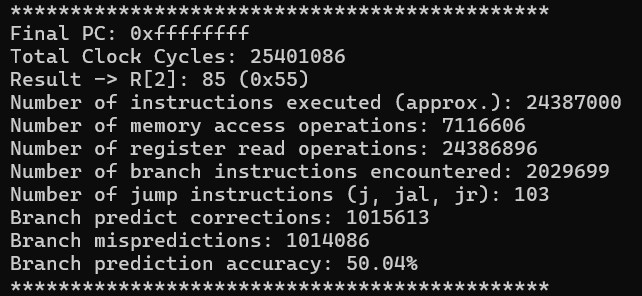 *********************************************
Final PC: 0xffffffff
Total Clock Cycles: 25401086
Result -> R[2]: 85 (0x55)
Number of instructions executed (approx.): 24387000
Number of memory access operations: 7116606
Number of register read operations: 24386896
Number of branch instructions encountered: 2029699
Number of jump instructions (j, jal, jr): 103
Branch predict corrections: 1015613
Branch mispredictions: 1014086
Branch prediction accuracy: 50.04%
*********************************************